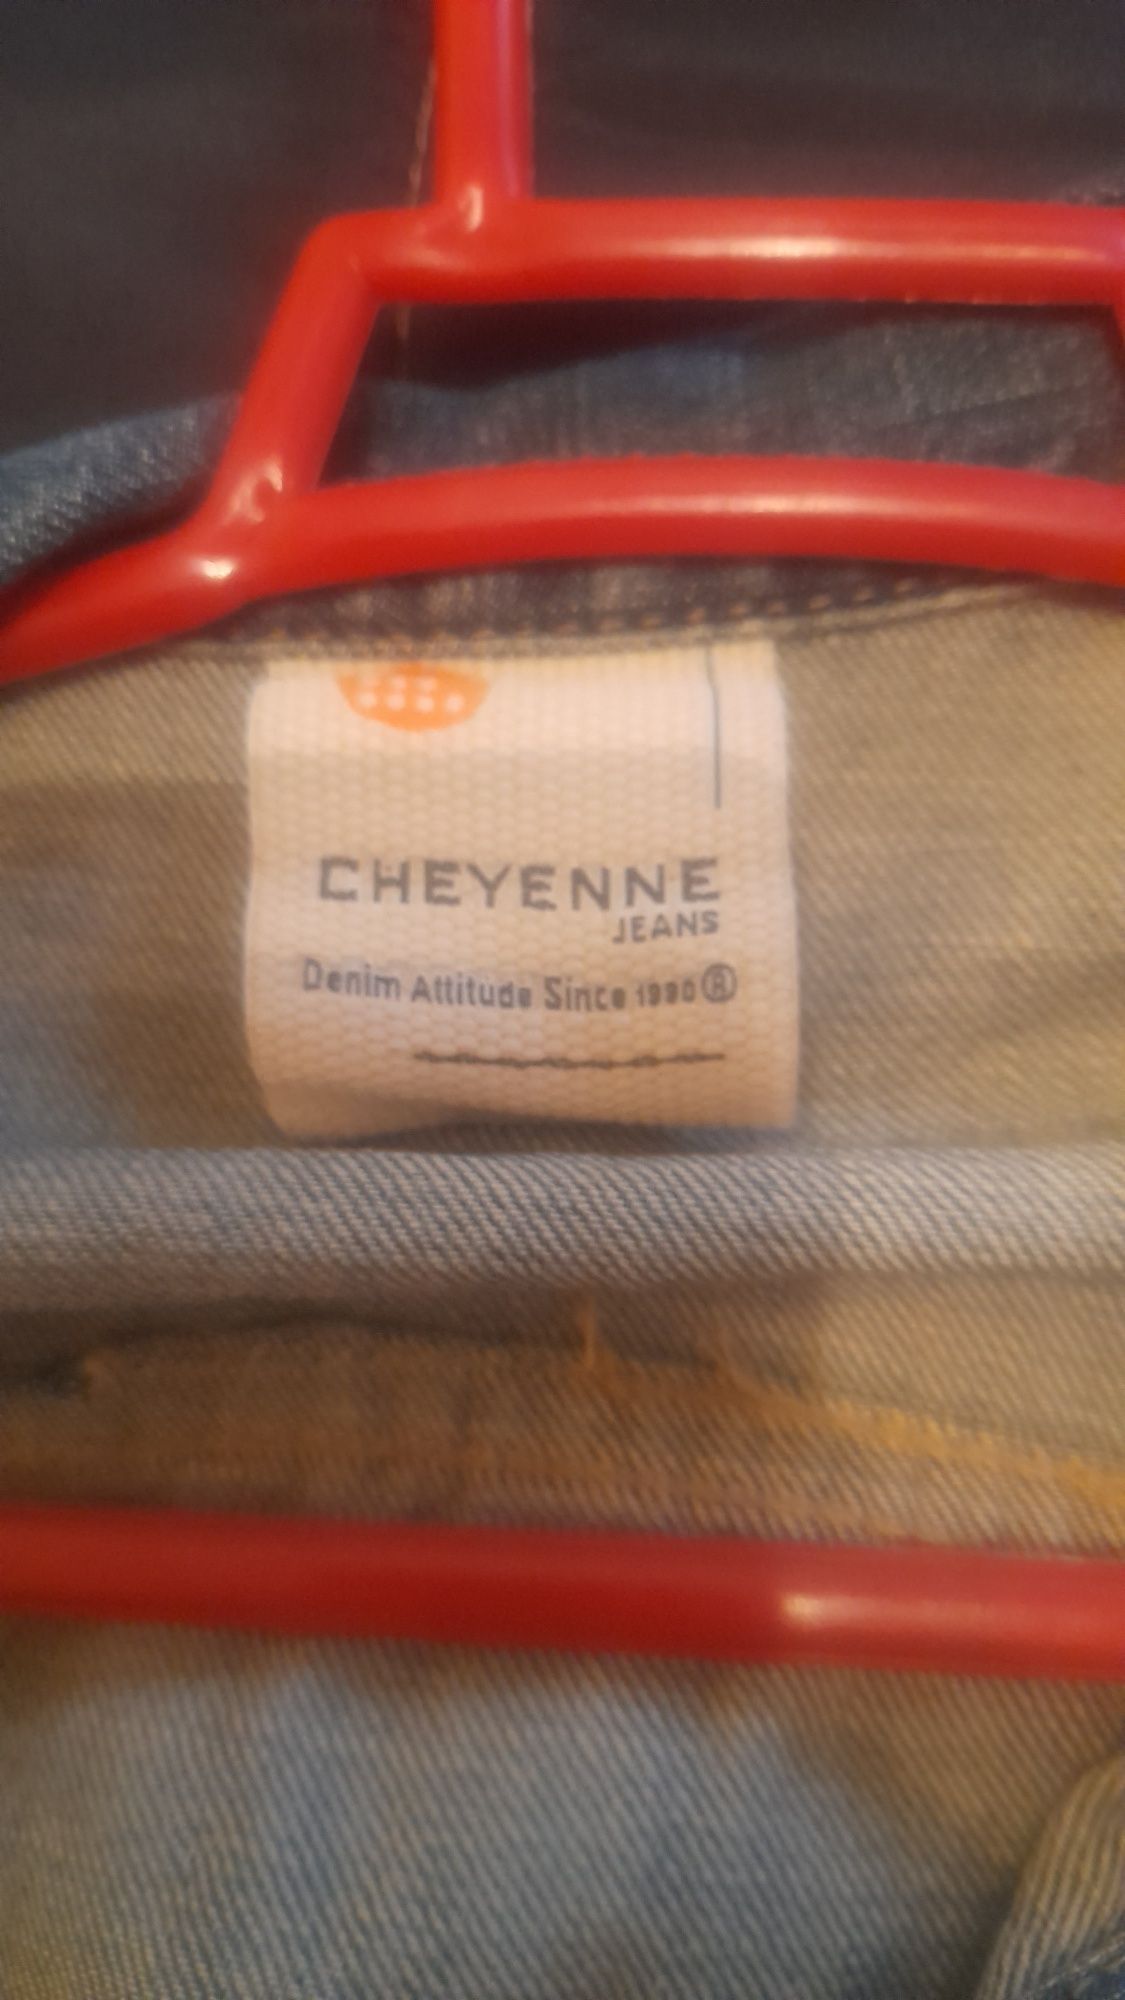 CHEYENNE
JEANS
Denim Attitude Since 1990®